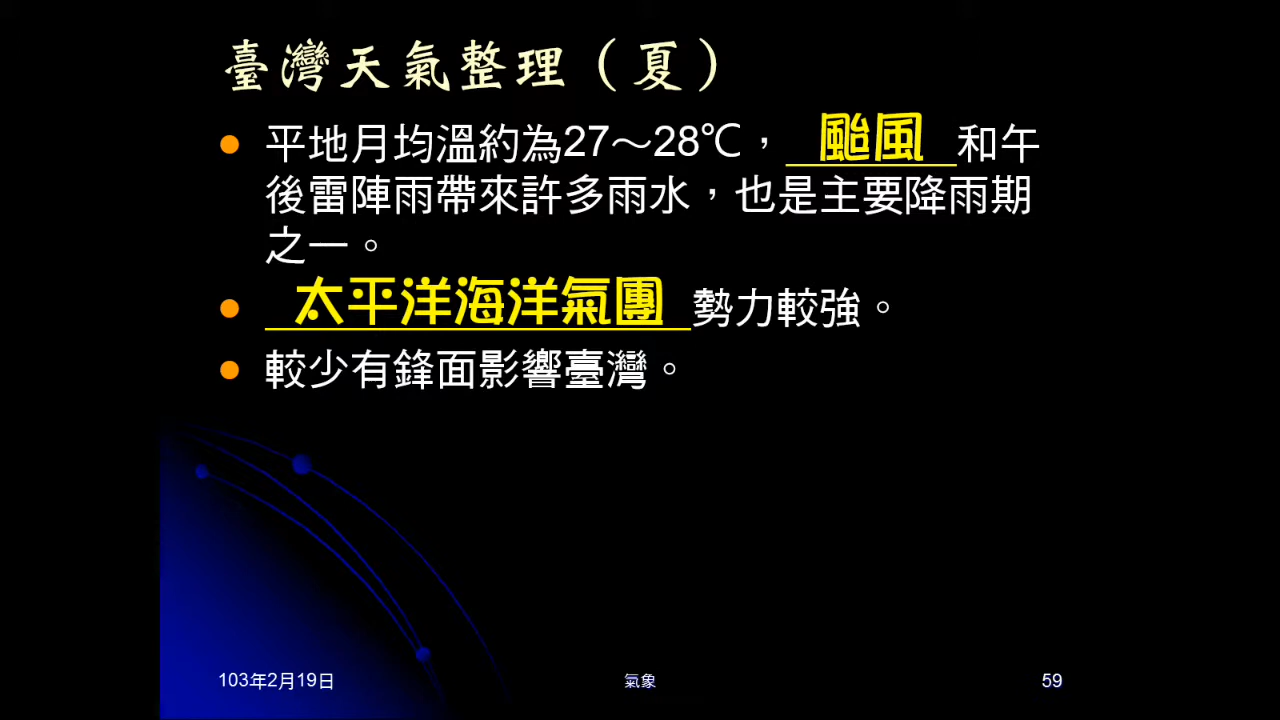 臺灣天氣整理（夏）
平地月均溫約為27～28℃，颱風和午
後雷陣雨帶來許多雨水，也是主要降雨期
之一。
太平洋海洋氣團勢力較強。
較少有鋒面影響臺灣。
103年2月19日
氣象
59